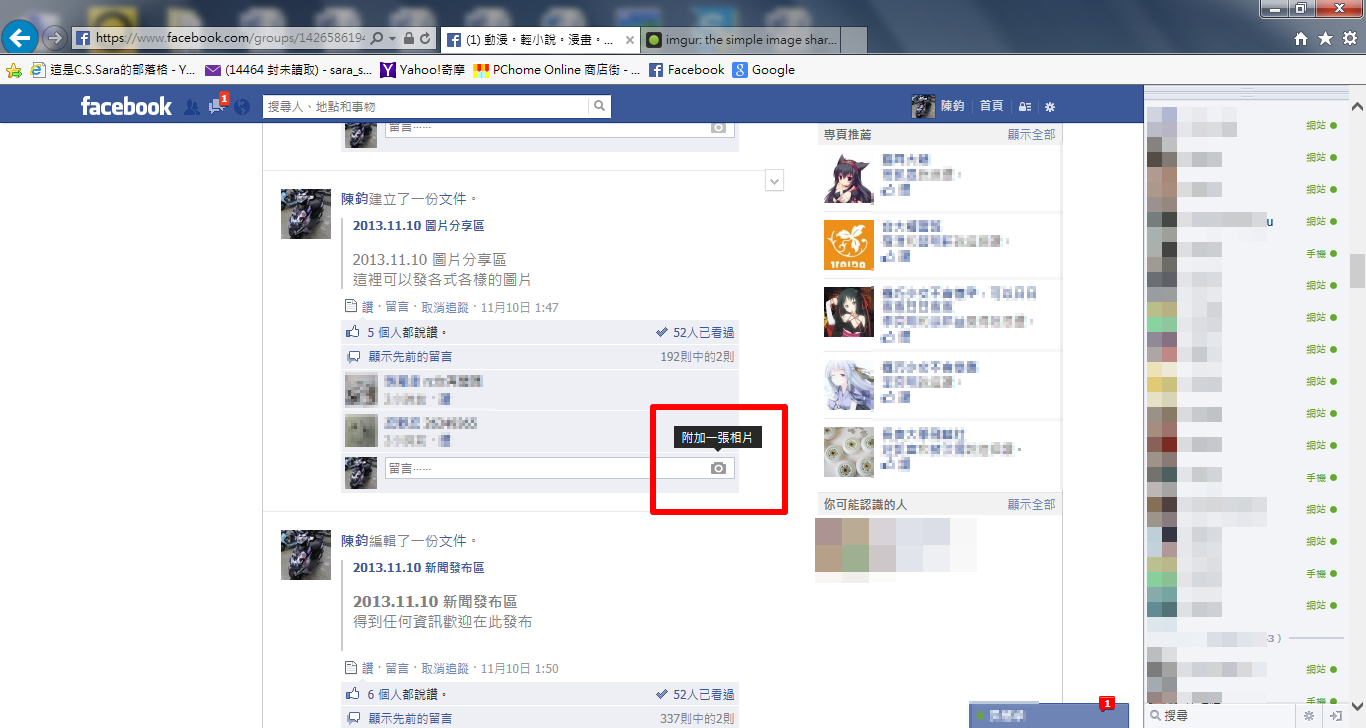 https://www.facebook.com/groups/1426586194
(1) 動漫。輕小說。漫畫。...
imgur: the simple image shar...
這是C.S.Sara的部落格 - Y...
(14464 封未讀取) - sara_s...
Yahoo!奇摩
PChome Online 商店街 - ...
Facebook
Google
facebook
1
搜尋人、地點和事物
陳鈞
首頁
留言......
專頁推薦
顯示全部
陳鈞建立了一份文件。
2013.11.10 圖片分享區
2013.11.10 圖片分享區
這裡可以發各式各樣的圖片
讚 · 留言 · 取消追蹤 · 11月10日 1:47
5 個人都說讚。
52人已看過
顯示先前的留言
192則中的2則
附加一張相片
留言......
你可能認識的人
顯示全部
陳鈞編輯了一份文件。
2013.11.10 新聞發布區
2013.11.10 新聞發布區
得到任何資訊歡迎在此發布
讚 · 留言 · 取消追蹤 · 11月10日 1:50
6 個人都說讚。
52人已看過
顯示先前的留言
337則中的2則
網站
網站
網站
u
網站
手機
網站
網站
網站
網站
網站
網站
手機
網站
網站
手機
網站
3 )
網站
手機
1
搜尋